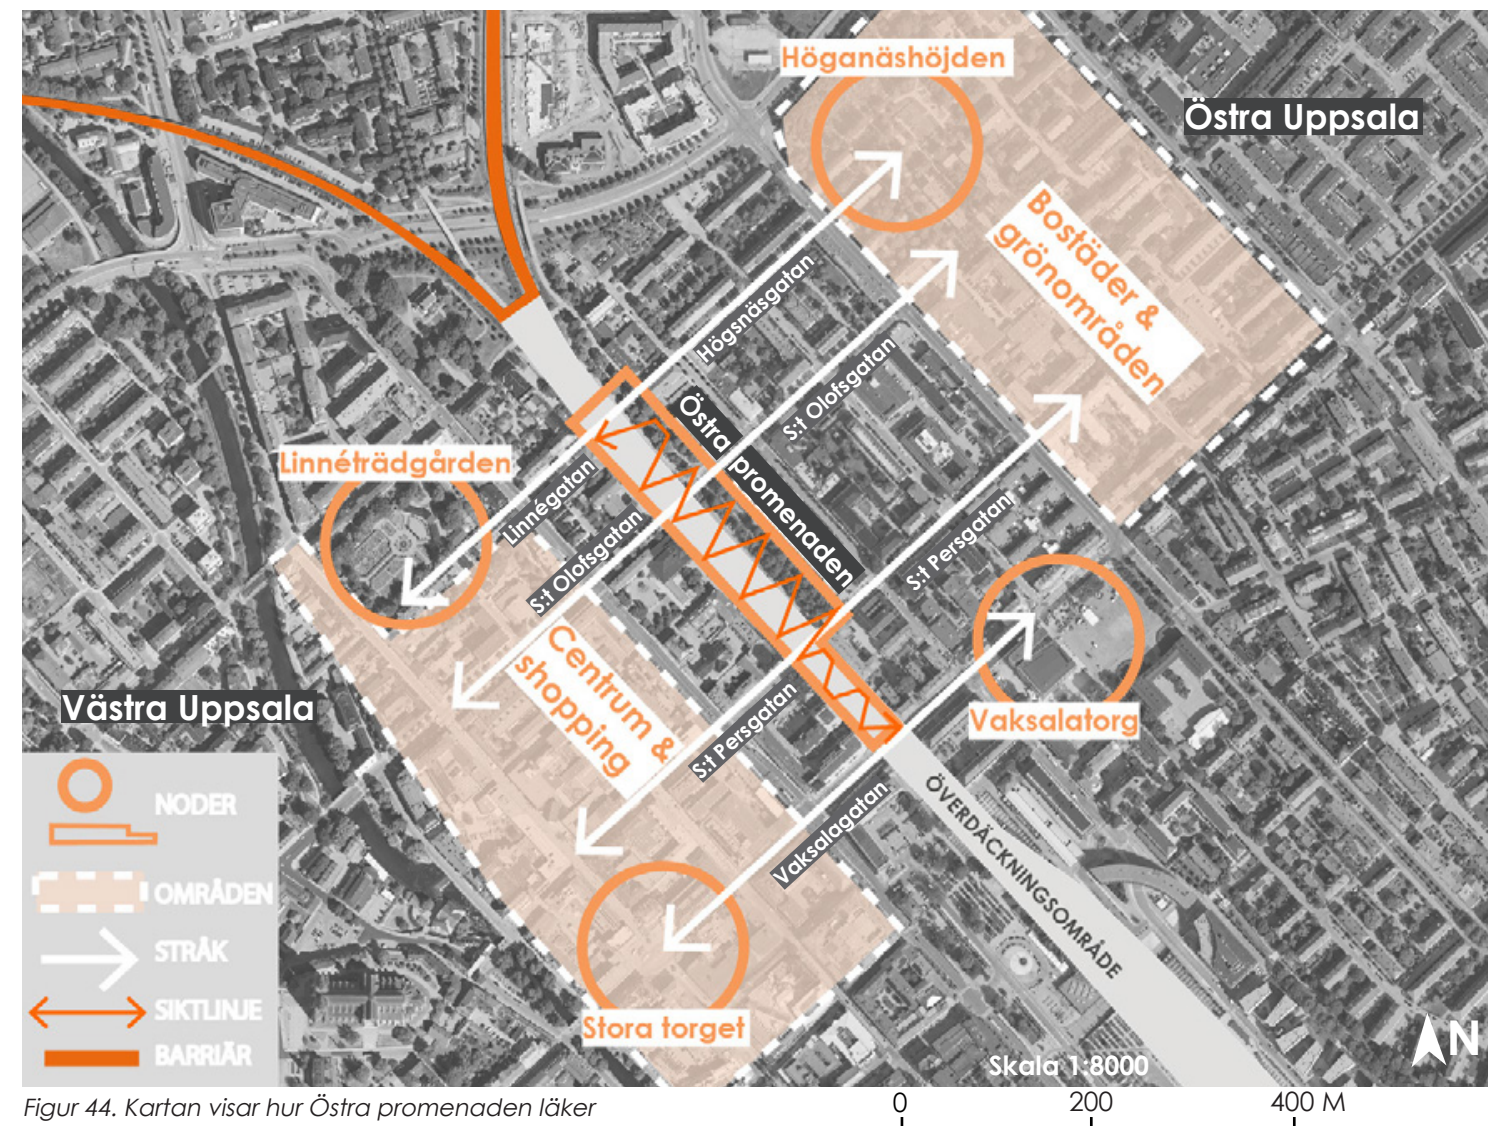 Höganäshöjden
Östra Uppsala
Bostäder &
grönområden
Högsnäsgatan
S:t Olofsgatan
Östra promenaden
Linnéträdgården
Linnégatan
S:t Olofsgatan
S:t Persgatan
Centrum &
shopping
Västra Uppsala
S:t Persgatan
Vaksalatorg
Vaksalagatan
ÖVERDÄCKNINGSOMRÅDE
Stora torget
NODER
OMRÅDEN
STRÅK
SIKTLINJE
BARRIÄR
N
Skala 1:8000
0 200 400 M
Figur 44. Kartan visar hur Östra promenaden läker